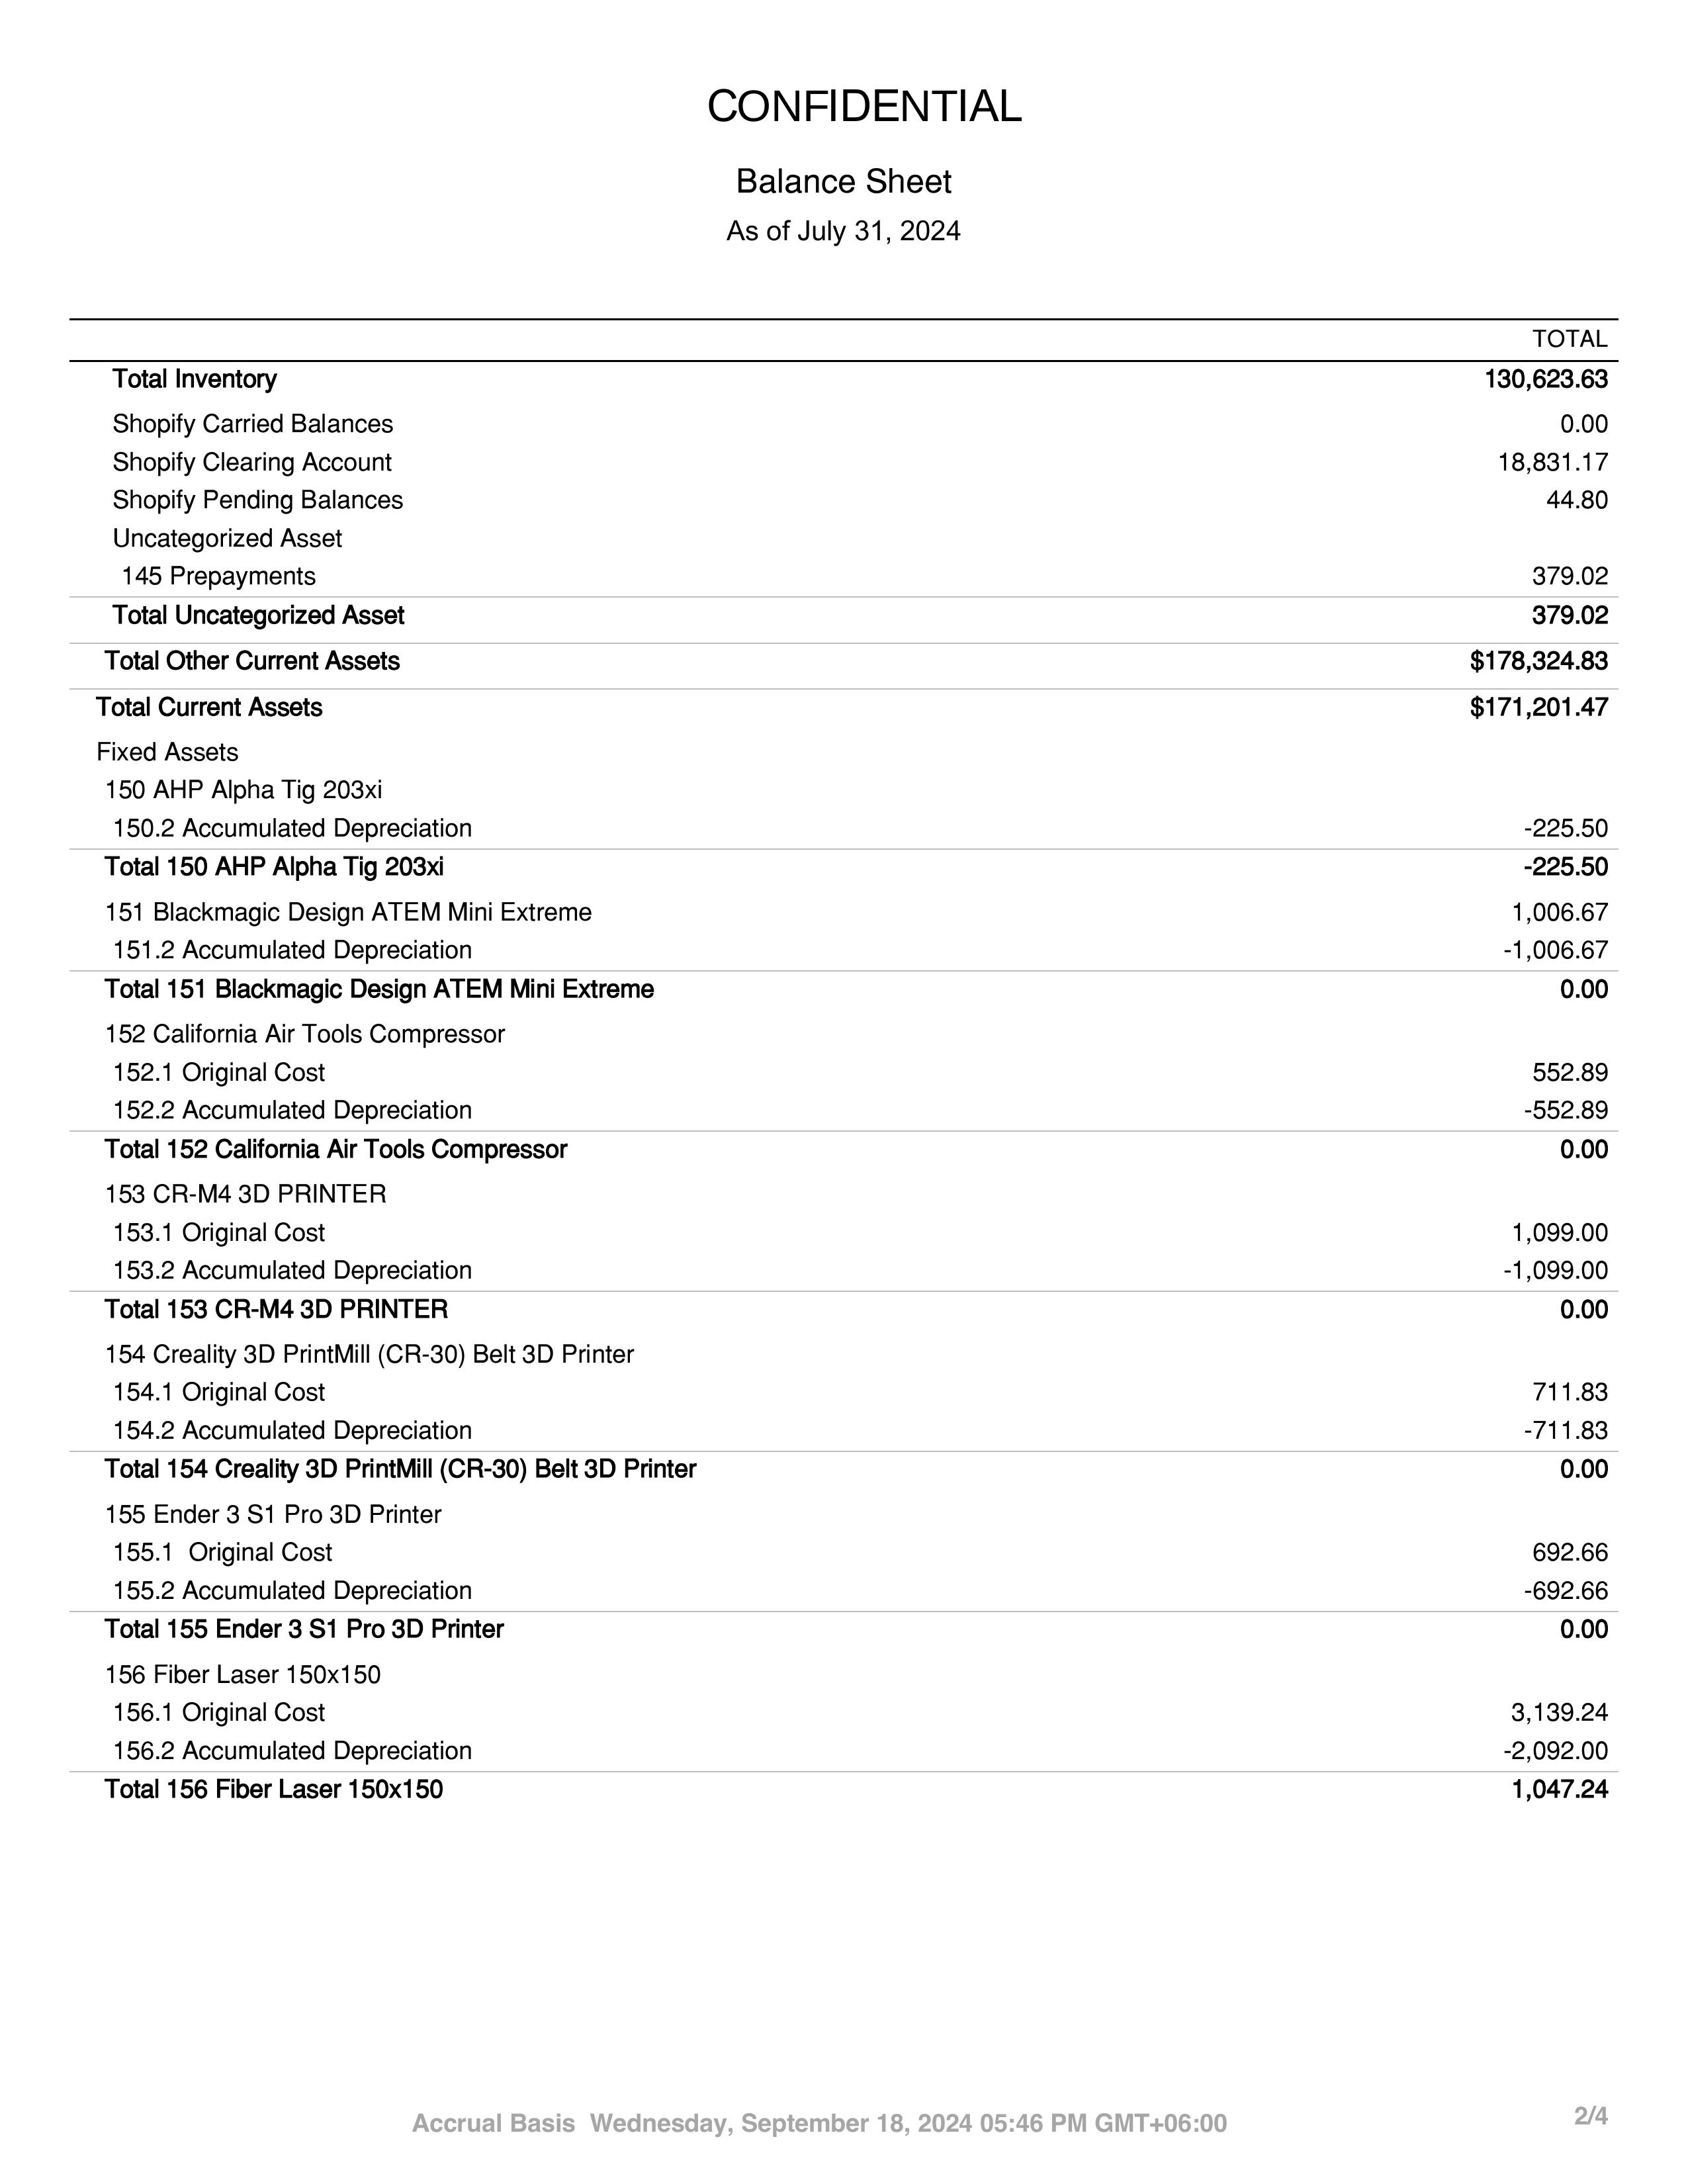 CONFIDENTIAL
Balance Sheet
As of July 31, 2024
TOTAL
Total Inventory 130,623.63
Shopify Carried Balances 0.00
Shopify Clearing Account 18,831.17
Shopify Pending Balances 44.80
Uncategorized Asset
145 Prepayments 379.02
Total Uncategorized Asset 379.02
Total Other Current Assets $178,324.83
Total Current Assets $171,201.47
Fixed Assets
150 AHP Alpha Tig 203xi
150.2 Accumulated Depreciation -225.50
Total 150 AHP Alpha Tig 203xi -225.50
151 Blackmagic Design ATEM Mini Extreme 1,006.67
151.2 Accumulated Depreciation -1,006.67
Total 151 Blackmagic Design ATEM Mini Extreme 0.00
152 California Air Tools Compressor
152.1 Original Cost 552.89
152.2 Accumulated Depreciation -552.89
Total 152 California Air Tools Compressor 0.00
153 CR-M4 3D PRINTER
153.1 Original Cost 1,099.00
153.2 Accumulated Depreciation -1,099.00
Total 153 CR-M4 3D PRINTER 0.00
154 Creality 3D PrintMill (CR-30) Belt 3D Printer
154.1 Original Cost 711.83
154.2 Accumulated Depreciation -711.83
Total 154 Creality 3D PrintMill (CR-30) Belt 3D Printer 0.00
155 Ender 3 S1 Pro 3D Printer
155.1  Original Cost 692.66
155.2 Accumulated Depreciation -692.66
Total 155 Ender 3 S1 Pro 3D Printer 0.00
156 Fiber Laser 150x150
156.1 Original Cost 3,139.24
156.2 Accumulated Depreciation -2,092.00
Total 156 Fiber Laser 150x150 1,047.24
Accrual Basis  Wednesday, September 18, 2024 05:46 PM GMT+06:00 2/4